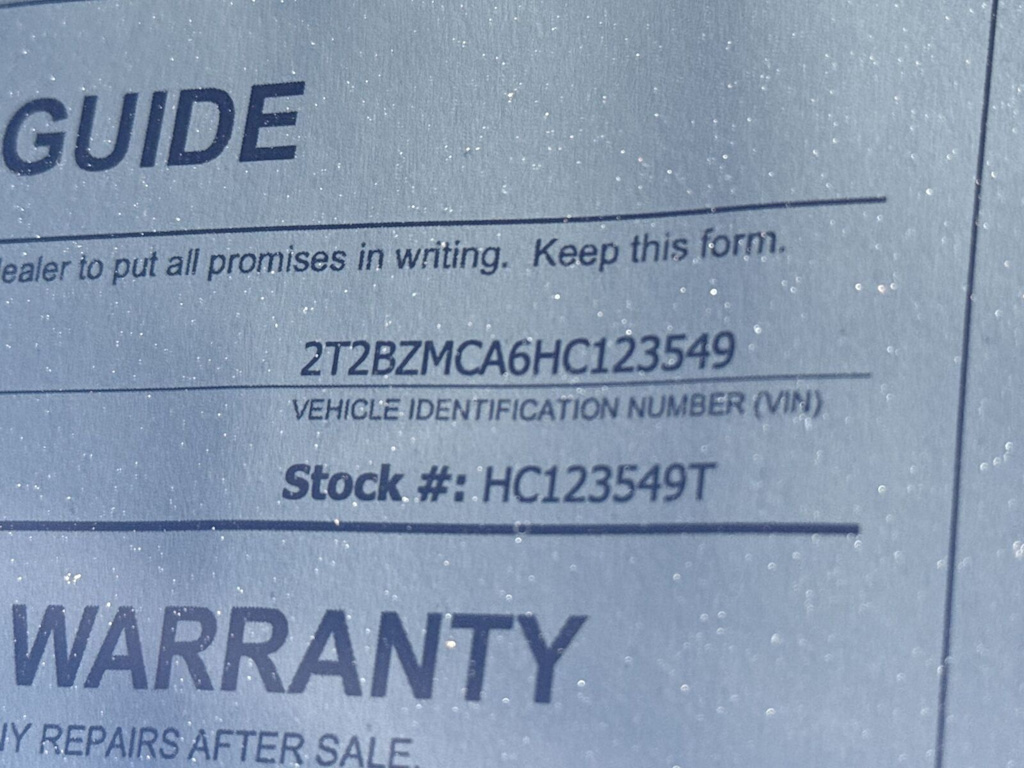 GUIDE
ealer to put all promises in writing. Keep this form.
2T2BZMCA6HC123549
VEHICLE IDENTIFICATION NUMBER (VIN)
Stock #: HC123549T
WARRANTY
NY REPAIRS AFTER SALE.